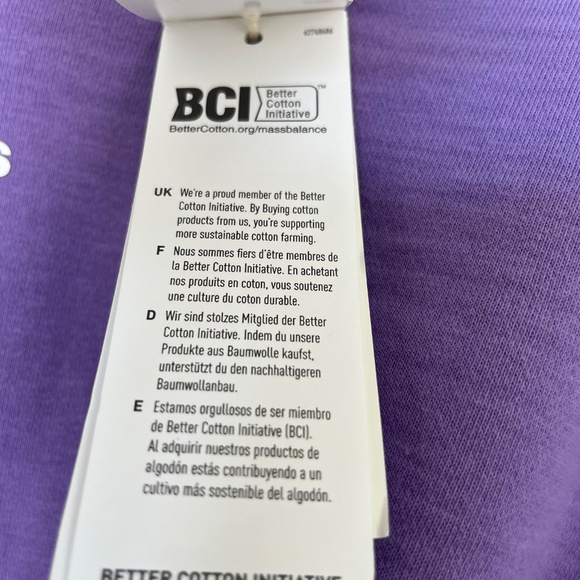 BCI Better
Cotton
Initiative ™
BetterCotton.org/massbalance
UK We're a proud member of the Better
Cotton Initiative. By Buying cotton
products from us, you're supporting
more sustainable cotton farming.
F Nous sommes fiers d'être membres de
la Better Cotton Initiative. En achetant
nos produits en coton, vous soutenez
une culture du coton durable.
D Wir sind stolzes Mitglied der Better
Cotton Initiative. Indem du unsere
Produkte aus Baumwolle kaufst,
unterstützt du den nachhaltigeren
Baumwollanbau.
E Estamos orgullosos de ser miembro
de Better Cotton Initiative (BCI).
Al adquirir nuestros productos de
algodón estás contribuyendo a un
cultivo más sostenible del algodón.
BETTER COTTON INITIATIVE
s